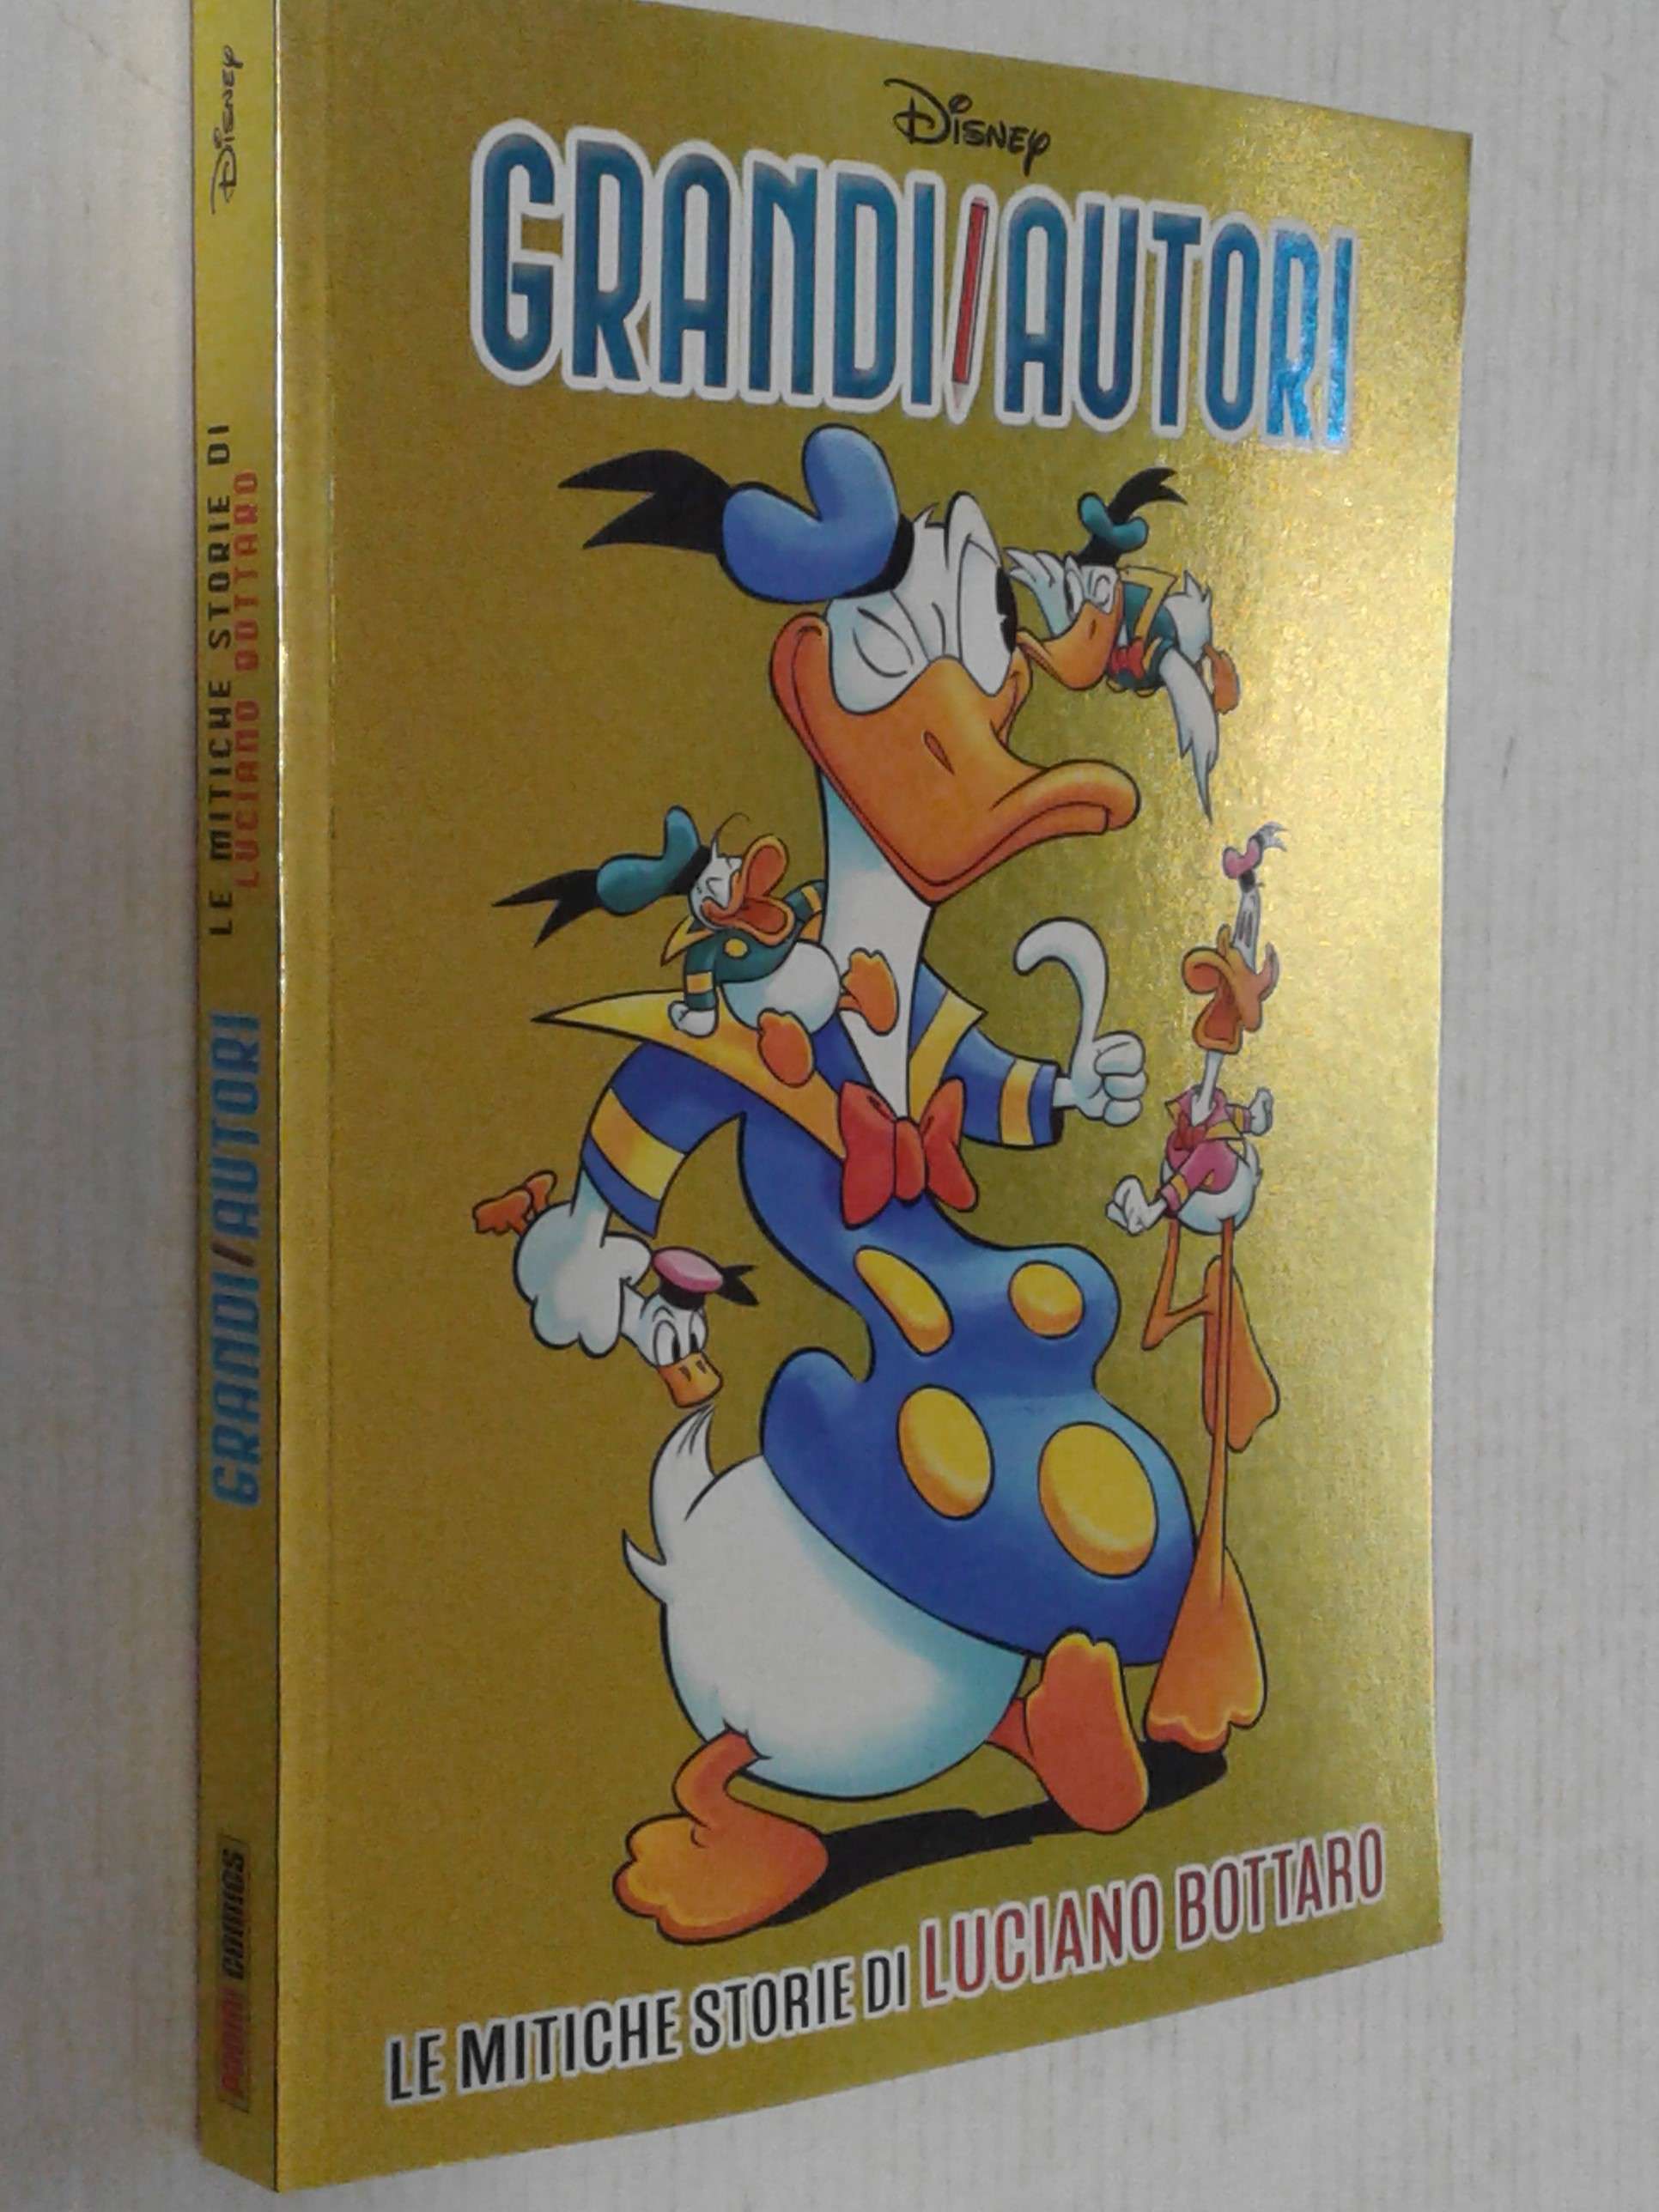 Disney
GRANDI/AUTORI
LE MITICHE STORIE DI LUCIANO BOTTARO
Disney
LE MITICHE STORIE DI
LUCIANO BOTTARO
GRANDI/AUTORI
PANINI COMICS